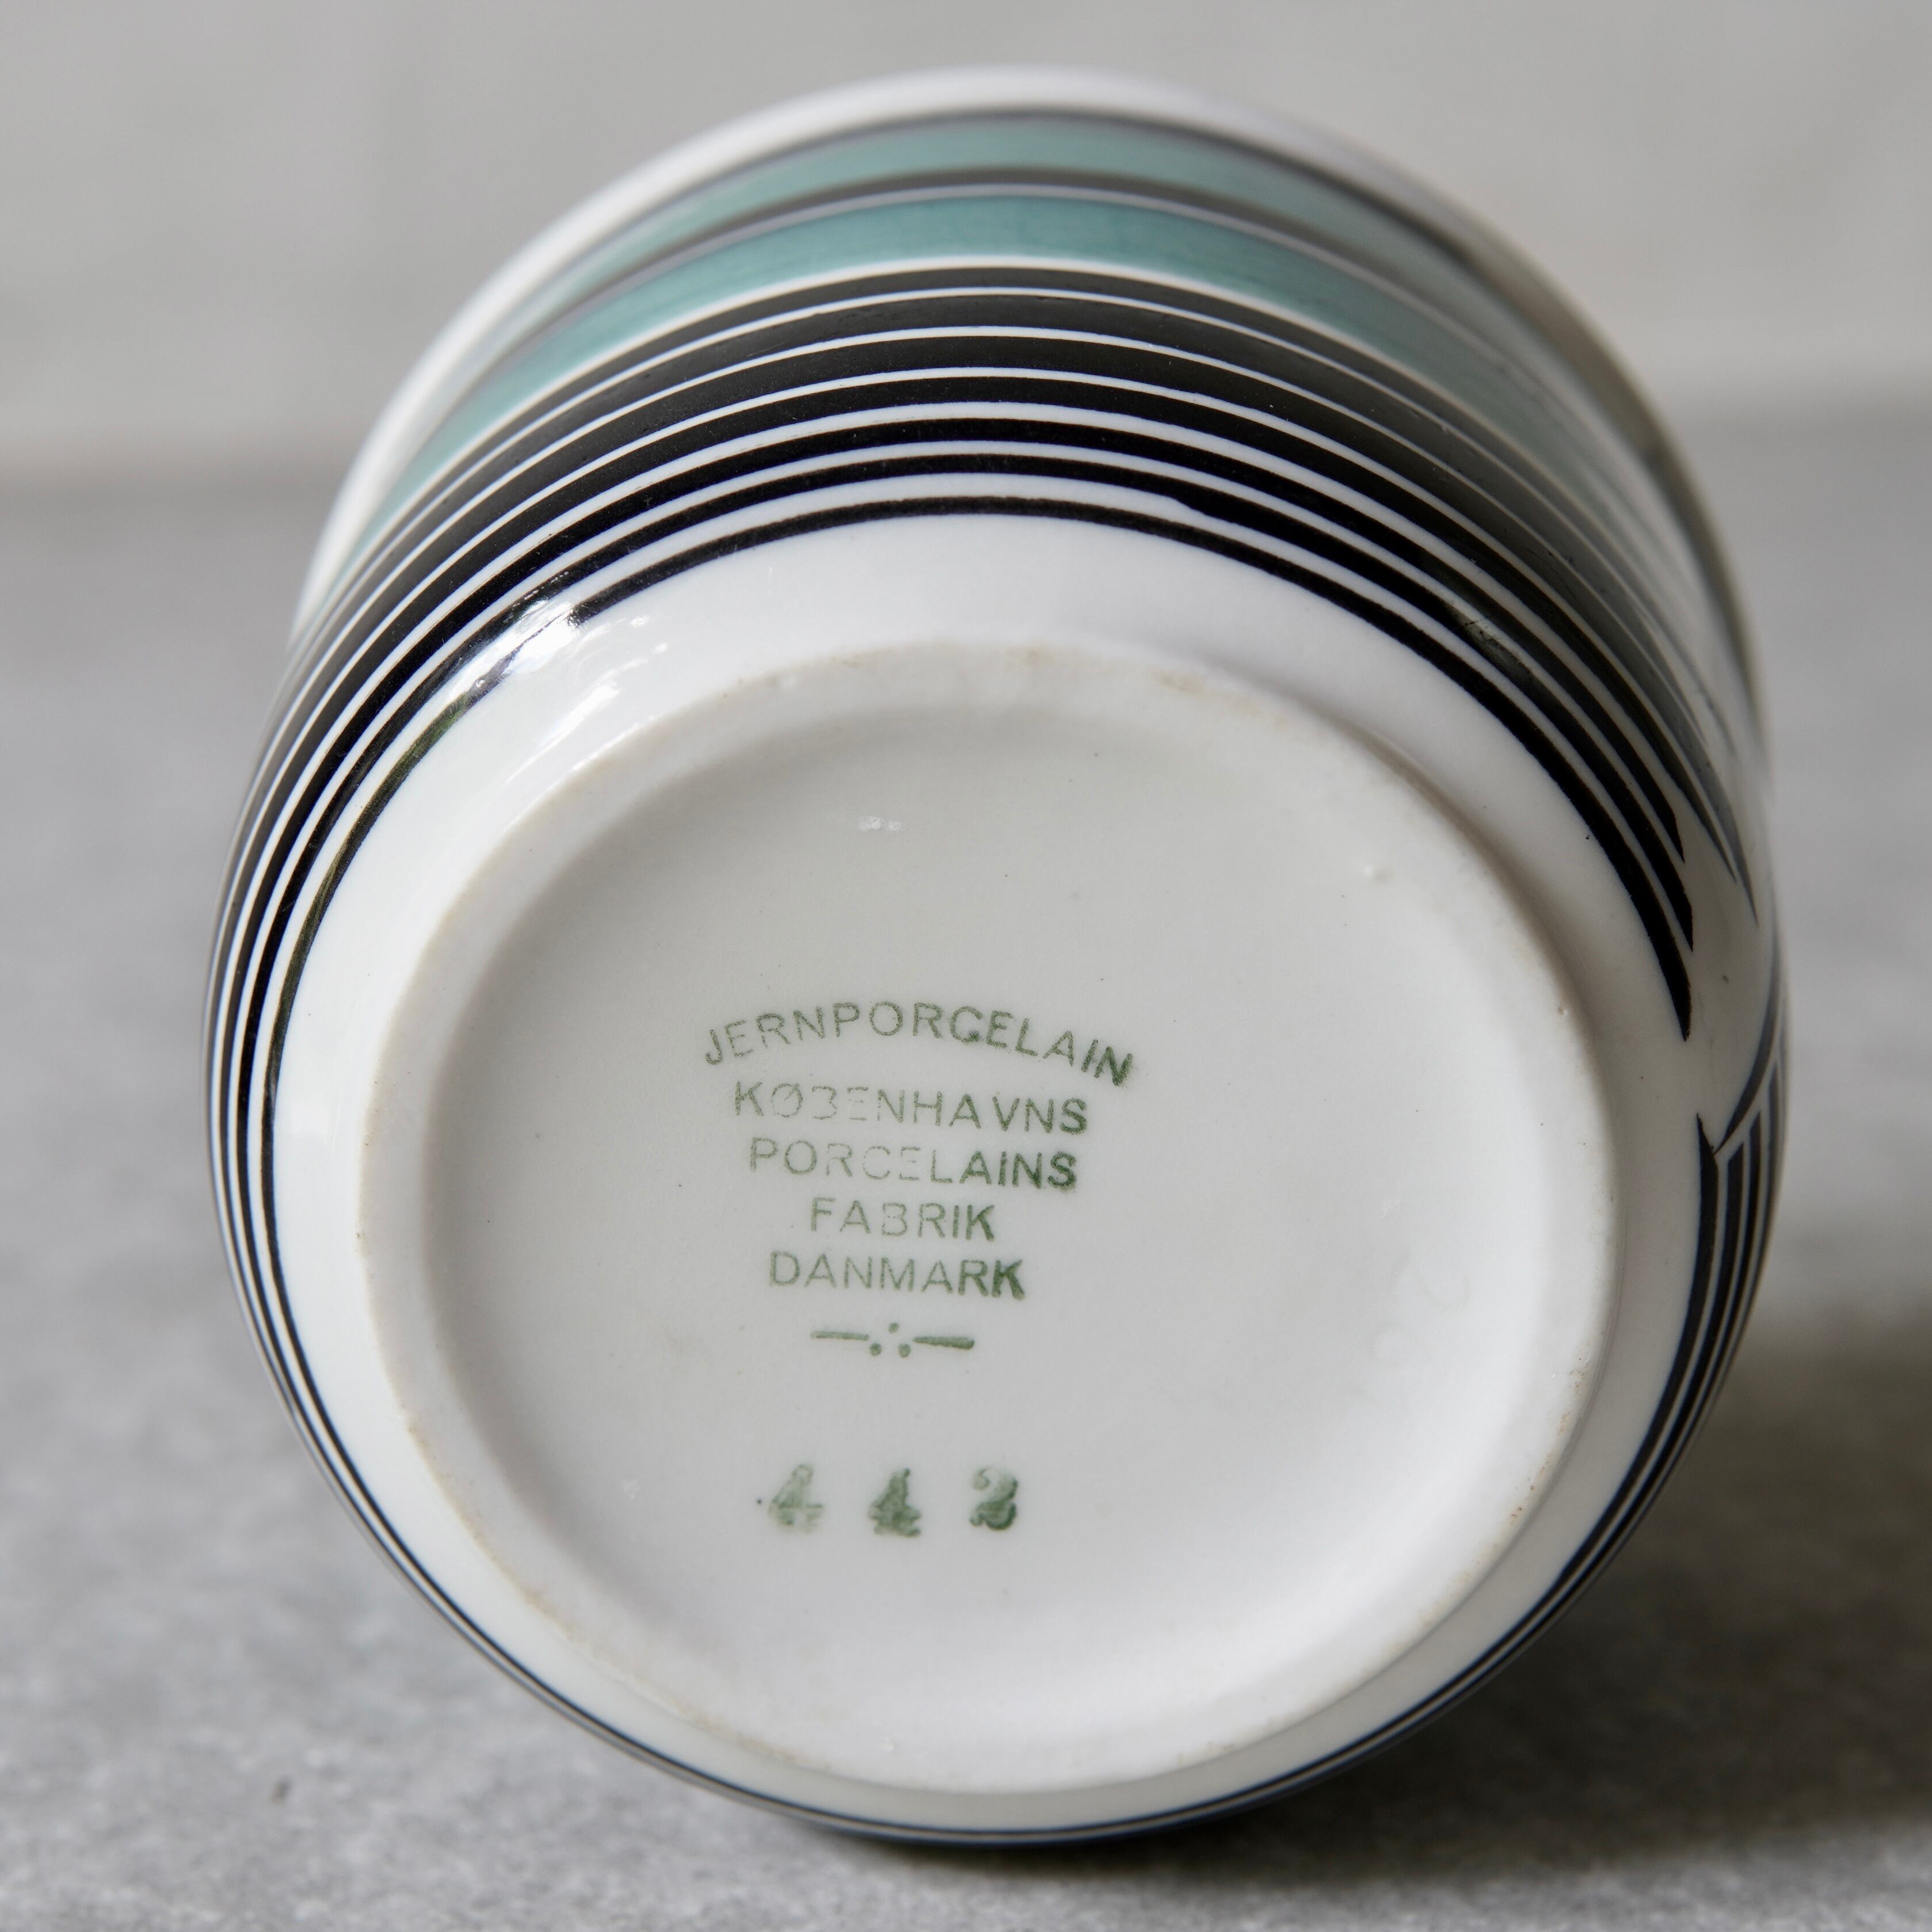 JERNPORCELAIN
KØBENHAVNS
PORCELAINS
FABRIK
DANMARK
442